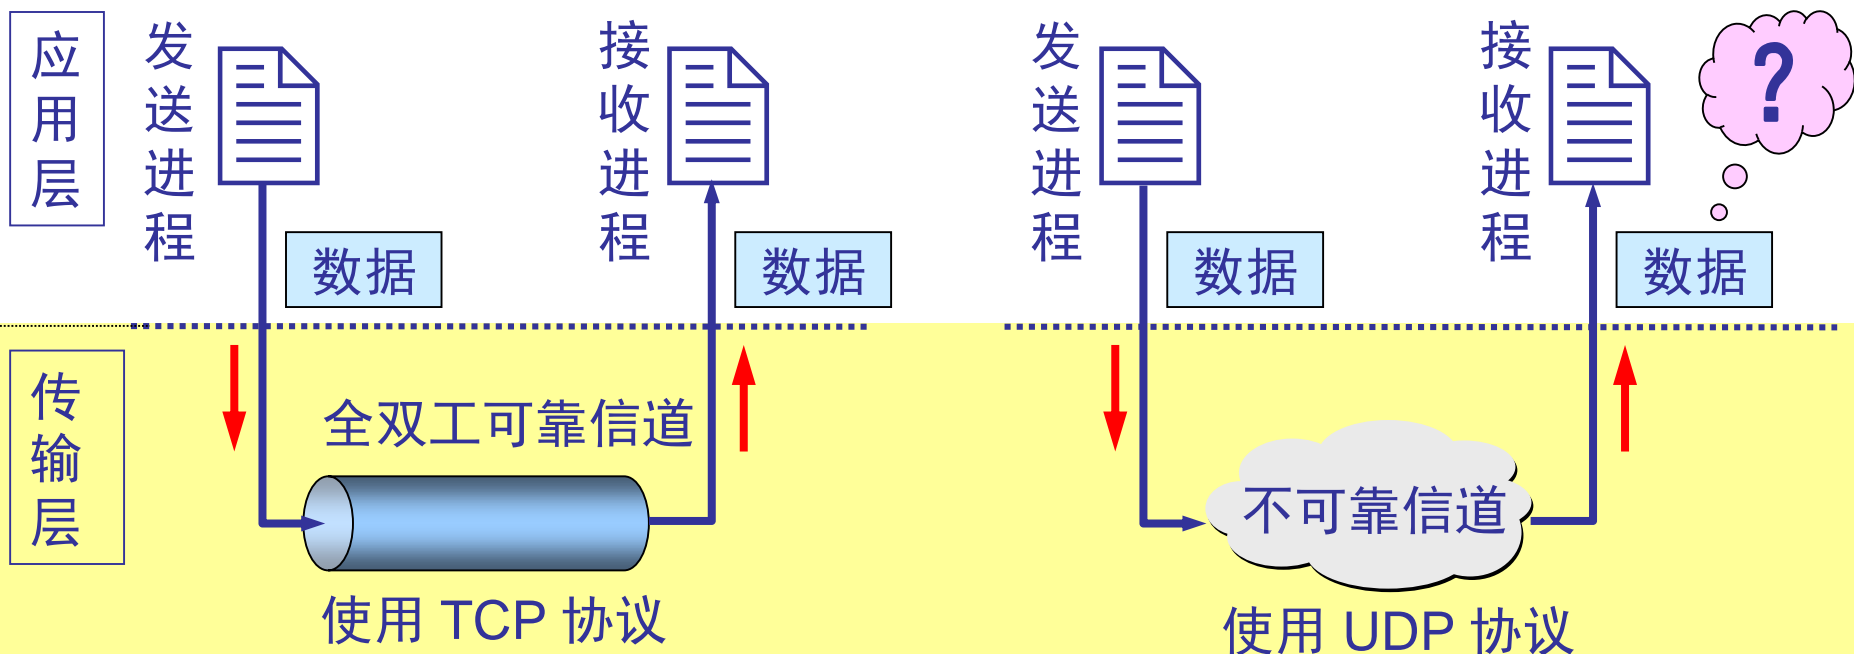 应用层
发送进程
接收进程
发送进程
接收进程
?
数据
数据
数据
数据
传输层
全双工可靠信道
不可靠信道
使用 TCP 协议
使用 UDP 协议